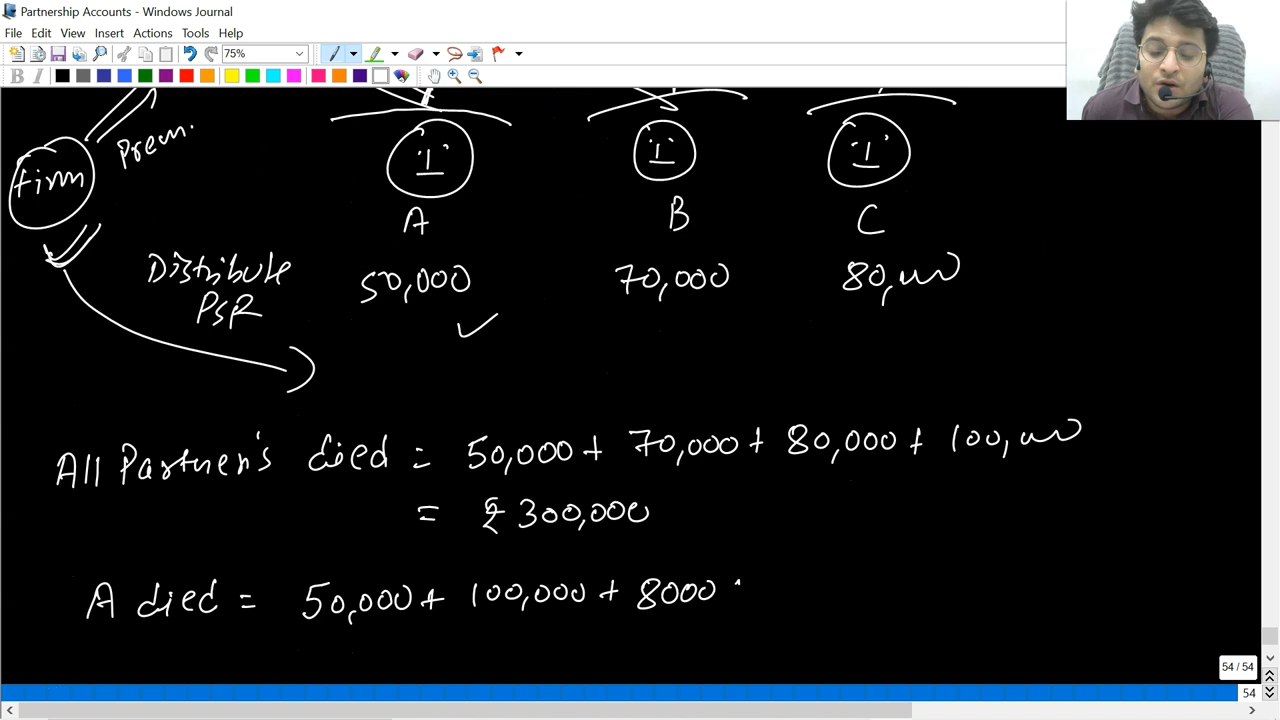 Partnership Accounts - Windows Journal
File Edit View Insert Actions Tools Help
75%
B I
Firm
Prem.
A B C
Distribute 50,000 70,000 80,000
PSR
All Partner's died = 50,000 + 70,000 + 80,000 + 100,000
= ₹ 300,000
A died = 50,000 + 100,000 + 8000
54 / 54
54